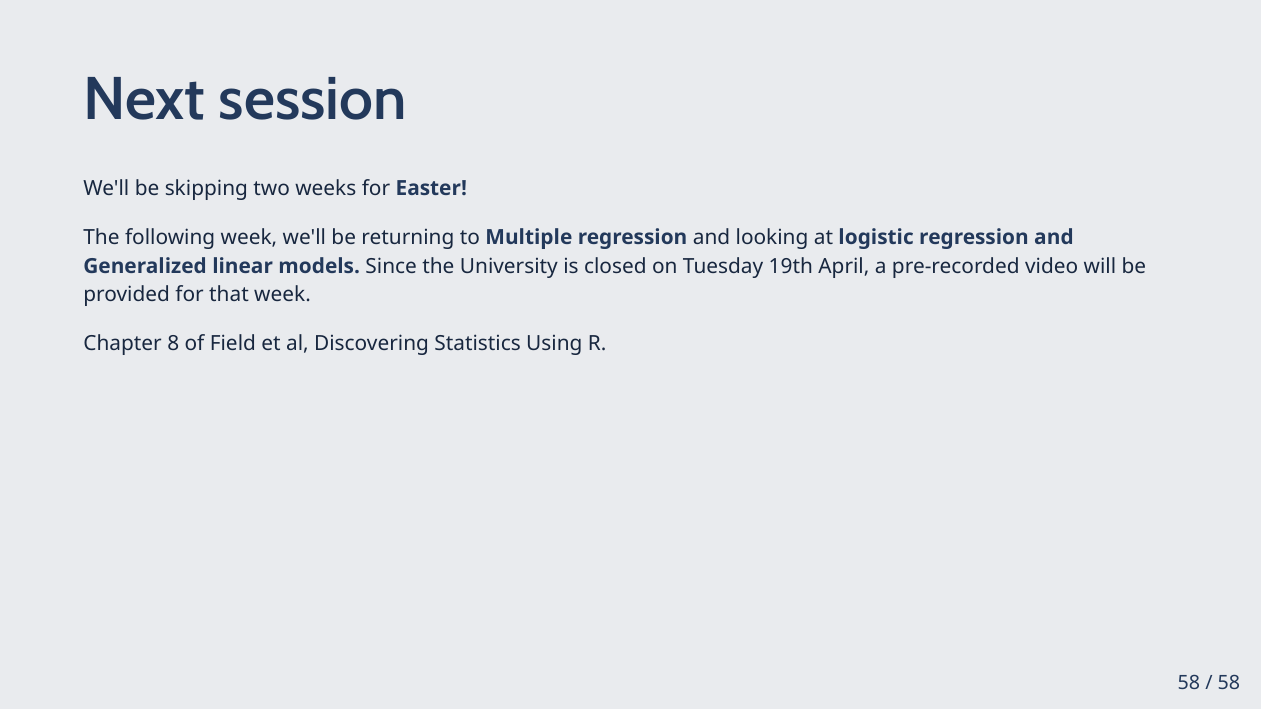 Next session
We'll be skipping two weeks for Easter!
The following week, we'll be returning to Multiple regression and looking at logistic regression and
Generalized linear models. Since the University is closed on Tuesday 19th April, a pre-recorded video will be
provided for that week.
Chapter 8 of Field et al, Discovering Statistics Using R.
58 / 58